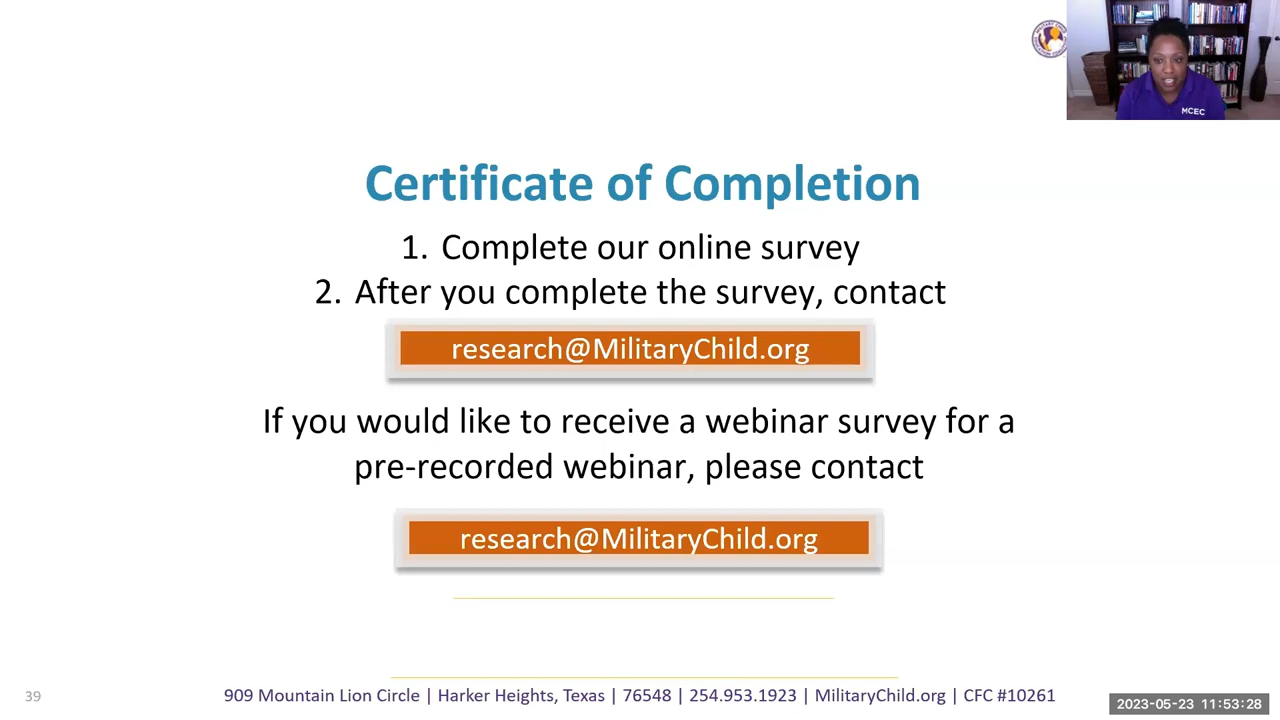 MCEC
Certificate of Completion
1. Complete our online survey
2. After you complete the survey, contact
research@MilitaryChild.org
If you would like to receive a webinar survey for a
pre-recorded webinar, please contact
research@MilitaryChild.org
39
909 Mountain Lion Circle | Harker Heights, Texas | 76548 | 254.953.1923 | MilitaryChild.org | CFC #10261
2023-05-23 11:53:28